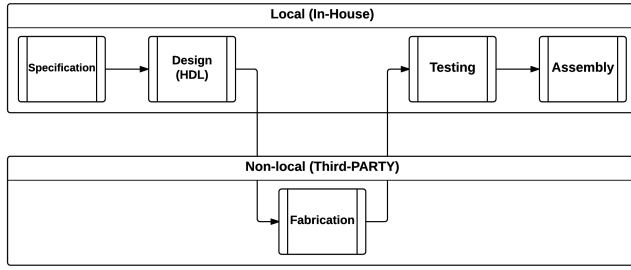 Local (In-House)
Specification
Design
(HDL)
Testing
Assembly
Non-local (Third-PARTY)
Fabrication